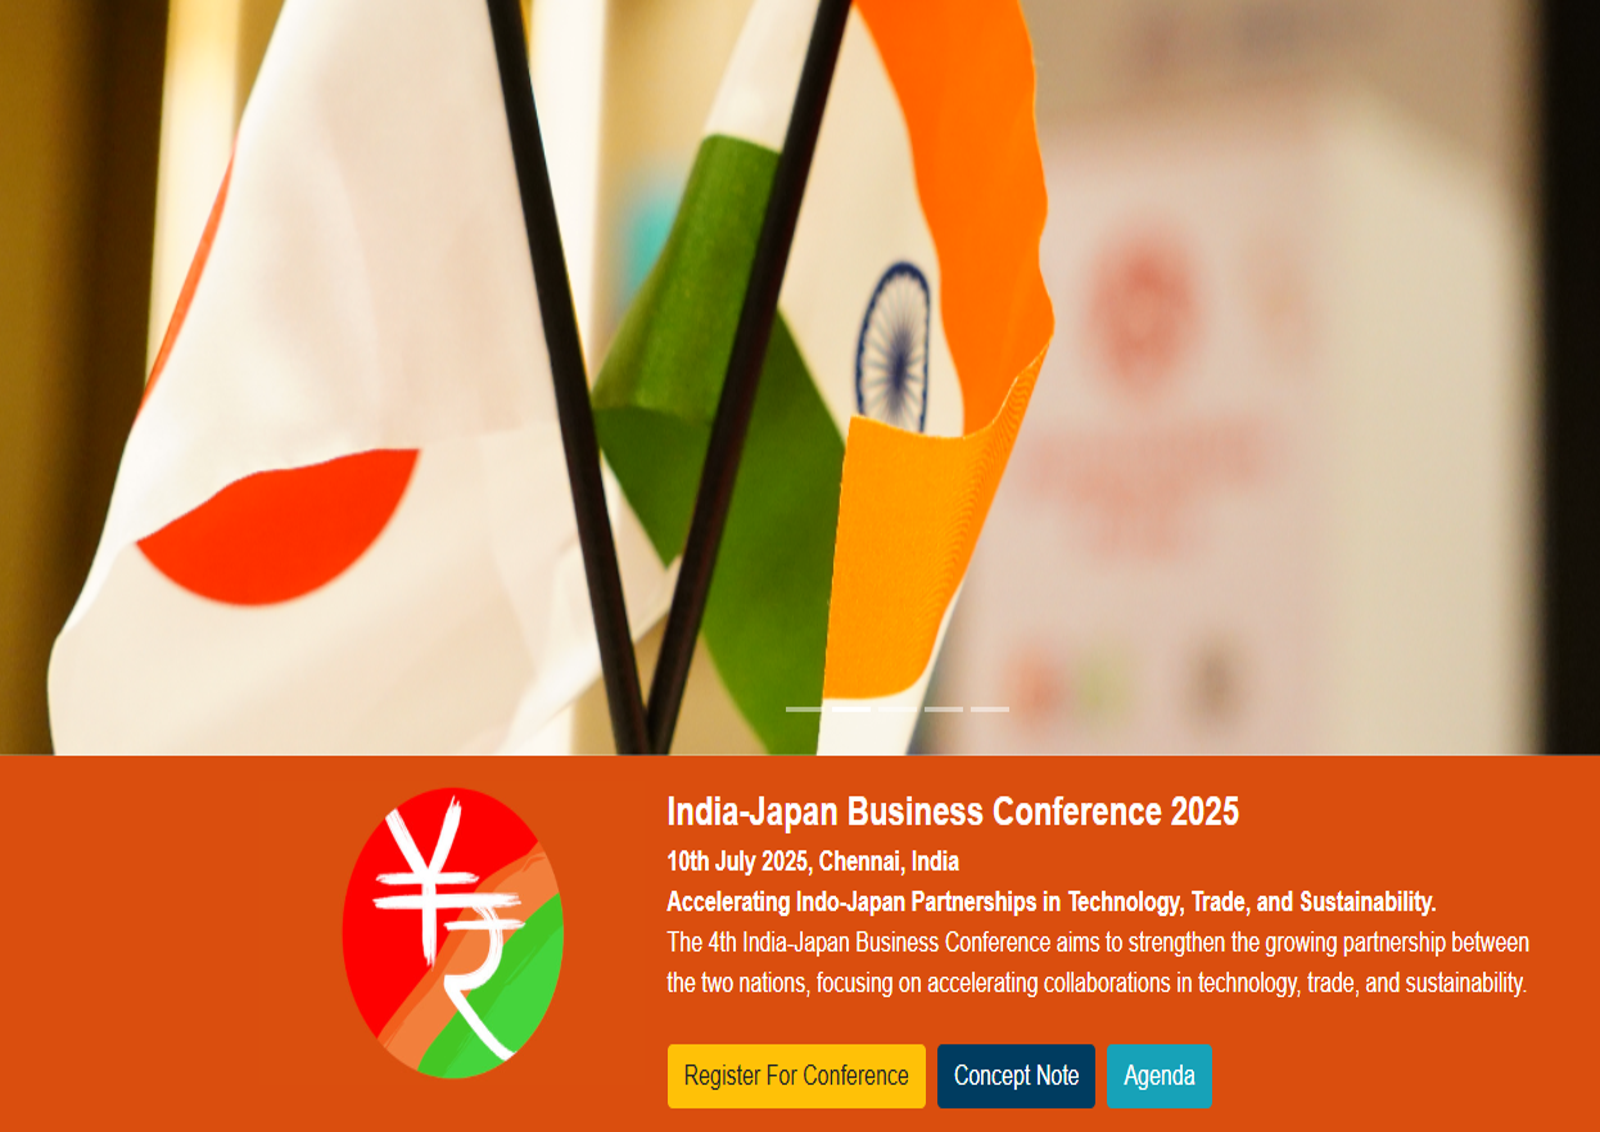 India-Japan Business Conference 2025
10th July 2025, Chennai, India
Accelerating Indo-Japan Partnerships in Technology, Trade, and Sustainability.
The 4th India-Japan Business Conference aims to strengthen the growing partnership between
the two nations, focusing on accelerating collaborations in technology, trade, and sustainability.
Register For Conference
Concept Note
Agenda